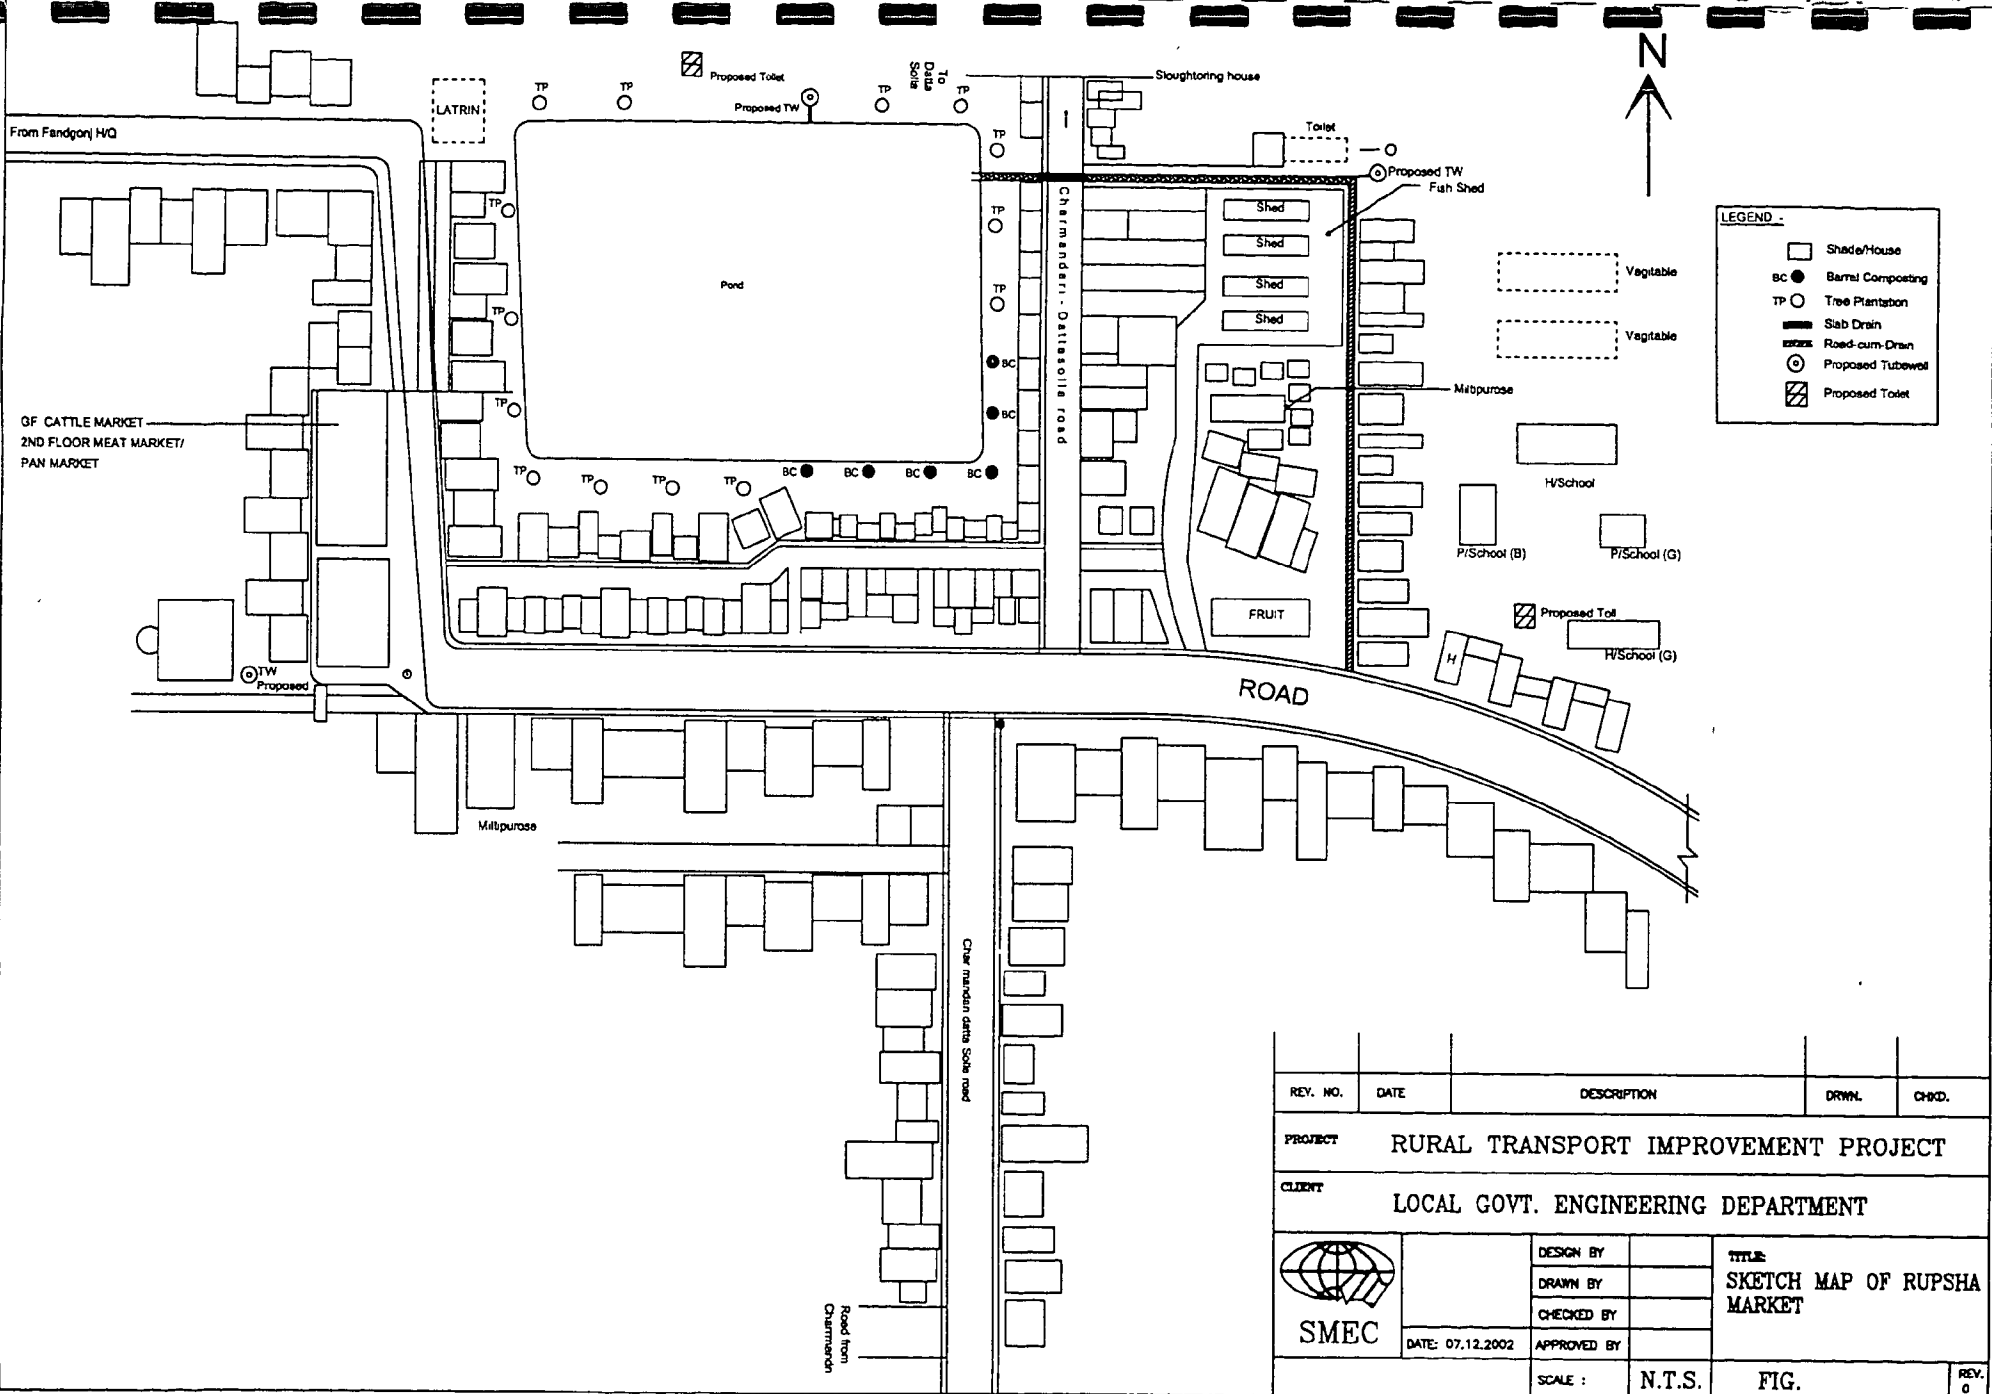 Proposed Toilet
Proposed TW
To
Datta
Solla
Sloughtoring house
N
TP
TP
TP
TP
LATRIN
From Faridgonj H/Q
TP
Toilet
Proposed TW
Fish Shed
Shed
Shed
Shed
Shed
TP
TP
TP
TP
TP
Pond
Charmandari - Dattasolla road
Vagitable
Vagitable
LEGEND :-
Shade/House
BC Barrel Composting
TP Tree Plantation
Slab Drain
Road-cum-Drain
Proposed Tubewell
Proposed Toilet
BC
BC
Miltipurose
GF CATTLE MARKET
2ND FLOOR MEAT MARKET/
PAN MARKET
BC
BC
BC
BC
TP
TP
TP
TP
H/School
P/School (B)
P/School (G)
FRUIT
Proposed Toil
H/School (G)
H
TW
Proposed
ROAD
Miltipurose
Char mandari datta Solla road
Road from
Charmandri
REV. NO.
DATE
DESCRIPTION
DRWN.
CHKD.
PROJECT
RURAL TRANSPORT IMPROVEMENT PROJECT
CLIENT
LOCAL GOVT. ENGINEERING DEPARTMENT
SMEC
DATE: 07.12.2002
DESIGN BY
DRAWN BY
CHECKED BY
APPROVED BY
TITLE:
SKETCH MAP OF RUPSHA
MARKET
SCALE :
N.T.S.
FIG.
REV.
0